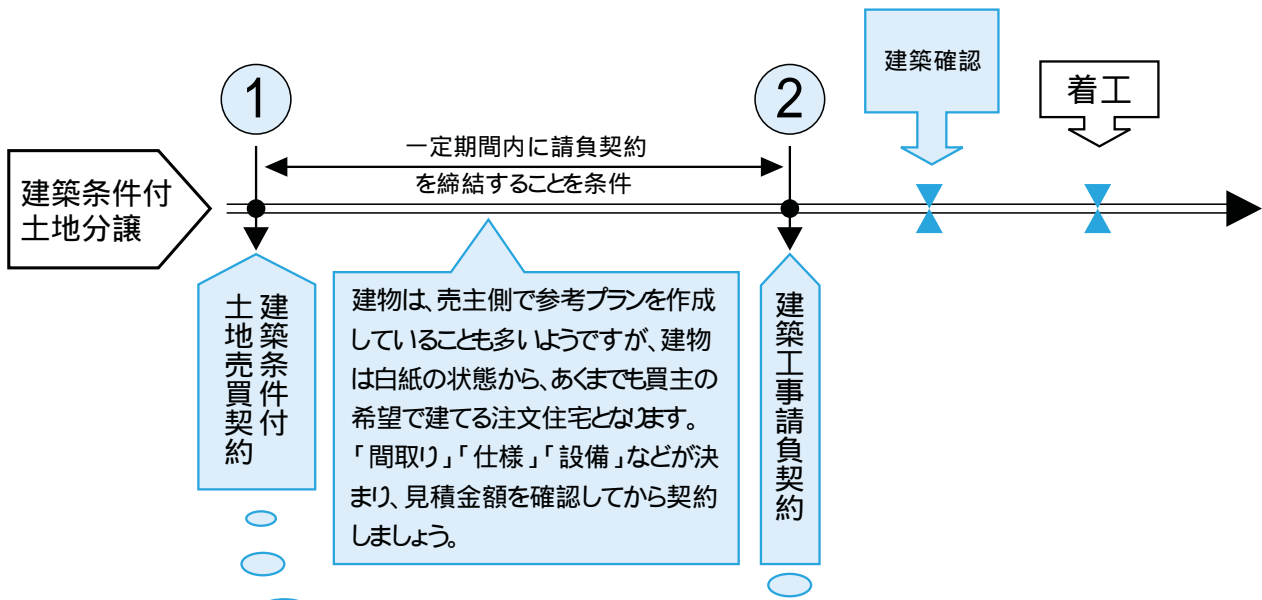 建築条件付
土地分譲
1
一定期間内に請負契約
を締結することを条件
2
建築確認
着工
建築条件付
土地売買契約
建物は、売主側で参考プランを作成
していることも多いようですが、建物
は白紙の状態から、あくまでも買主の
希望で建てる注文住宅となります。
「間取り」「仕様」「設備」などが決
まり、見積金額を確認してから契約
しましょう。
建築工事請負契約